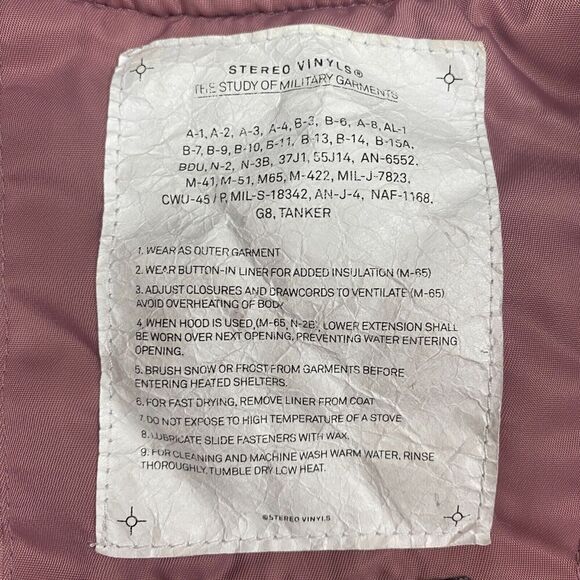 STEREO VINYLS®
THE STUDY OF MILITARY GARMENTS
A-1, A-2, A-3, A-4, B-3, B-6, A-8, AL-1
B-7, B-9, B-10, B-11, B-13, B-14, B-15A,
BDU, N-2, N-3B, 37J1, 55J14, AN-6552,
M-41, M-51, M65, M-422, MIL-J-7823,
CWU-45 / P, MIL-S-18342, AN-J-4, NAF-1168,
G8, TANKER
1. WEAR AS OUTER GARMENT
2. WEAR BUTTON-IN LINER FOR ADDED INSULATION (M-65)
3. ADJUST CLOSURES AND DRAWCORDS TO VENTILATE (M-65)
AVOID OVERHEATING OF BODY
4. WHEN HOOD IS USED, (M-65, N-2B), LOWER EXTENSION SHALL
BE WORN OVER NEXT OPENING, PREVENTING WATER ENTERING
OPENING.
5. BRUSH SNOW OR FROST FROM GARMENTS BEFORE
ENTERING HEATED SHELTERS.
6. FOR FAST DRYING, REMOVE LINER FROM COAT
7. DO NOT EXPOSE TO HIGH TEMPERATURE OF A STOVE
8. LUBRICATE SLIDE FASTENERS WITH WAX.
9. FOR CLEANING AND MACHINE WASH WARM WATER, RINSE
THOROUGHLY, TUMBLE DRY LOW HEAT.
©STEREO VINYLS